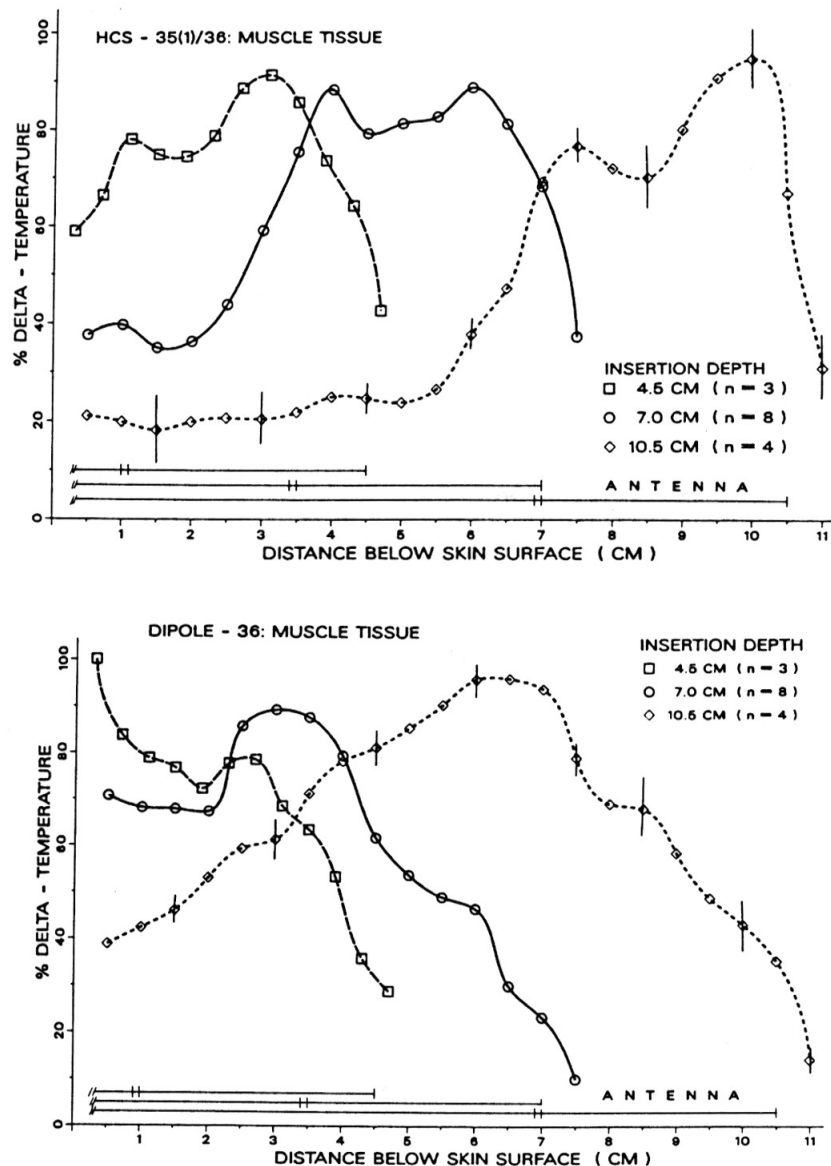 HCS - 35(1)/36: MUSCLE TISSUE
% DELTA - TEMPERATURE
100
80
60
40
20
0
INSERTION DEPTH
4.5 CM ( n = 3 )
7.0 CM ( n = 8 )
10.5 CM ( n = 4 )
ANTENNA
1 2 3 4 5 6 7 8 9 10 11
DISTANCE BELOW SKIN SURFACE ( CM )
DIPOLE - 36: MUSCLE TISSUE
% DELTA - TEMPERATURE
100
80
60
40
20
0
INSERTION DEPTH
4.5 CM ( n = 3 )
7.0 CM ( n = 8 )
10.5 CM ( n = 4 )
ANTENNA
1 2 3 4 5 6 7 8 9 10 11
DISTANCE BELOW SKIN SURFACE ( CM )